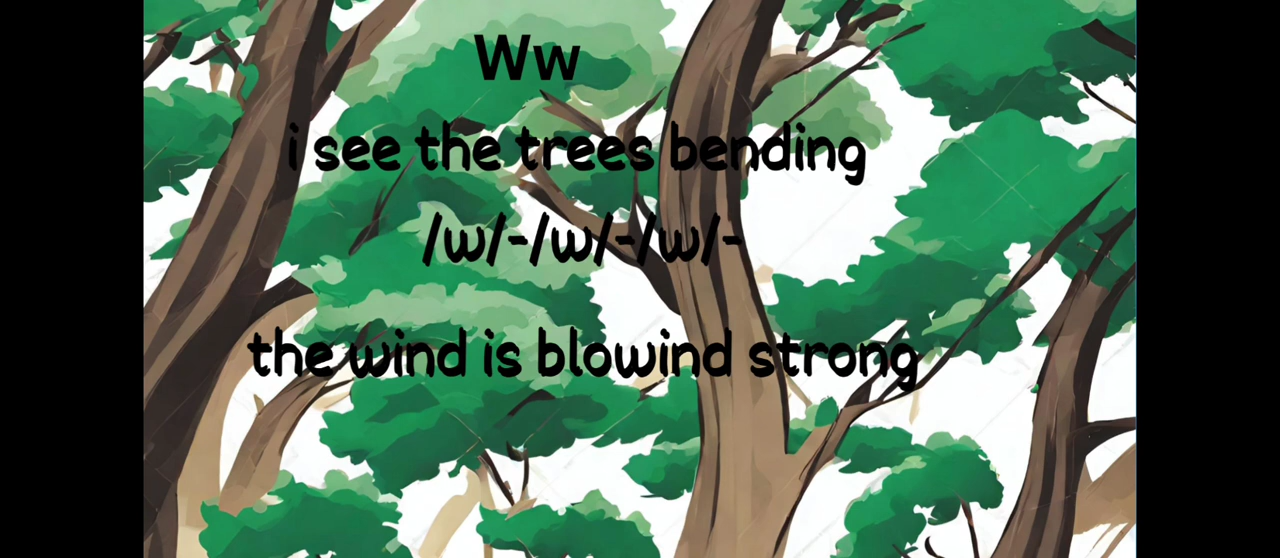 Ww
i see the trees bending
/w/-/w/-/w/-
the wind is blowind strong